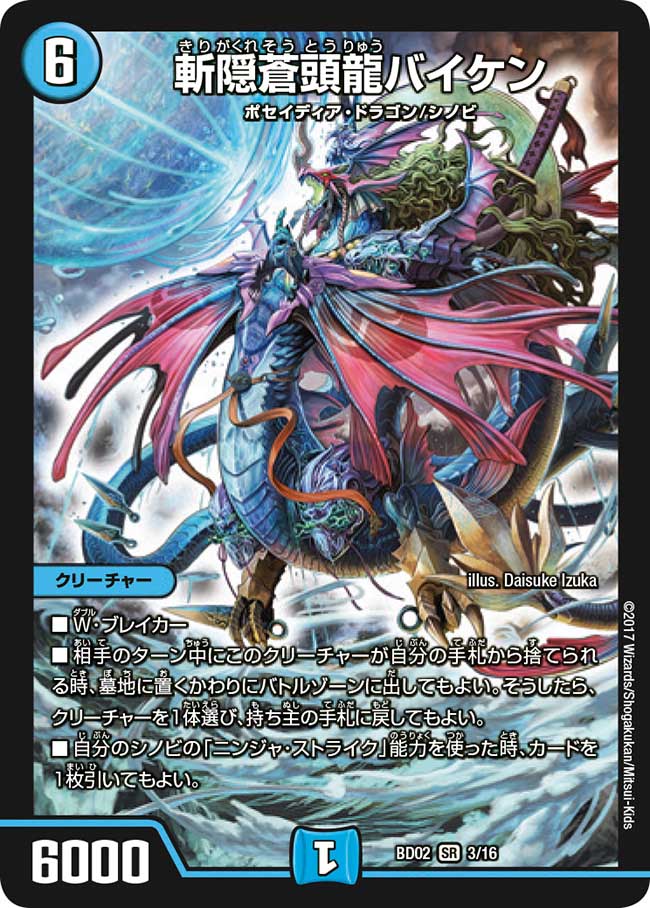 6
きりがくれそうとうりゅう
斬隠蒼頭龍バイケン
ポセイディア・ドラゴン/シノビ
クリーチャー
illus. Daisuke Izuka
■W・ブレイカー
■相手のターン中にこのクリーチャーが自分の手札から捨てられ
る時、墓地に置くかわりにバトルゾーンに出してもよい。そうしたら、
クリーチャーを1体選び、持ち主の手札に戻してもよい。
■自分のシノビの「ニンジャ・ストライク」能力を使った時、カードを
1枚引いてもよい。
©2017 Wizards/Shogakukan/Mitsui-Kids
6000
1
BD02 SR 3/16